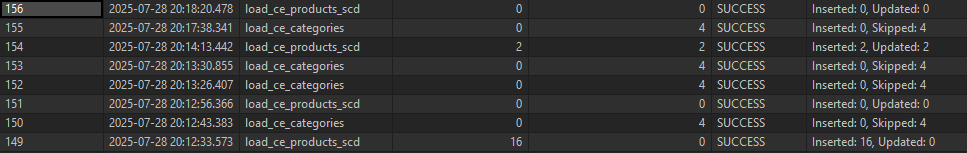 156 2025-07-28 20:18:20.478 load_ce_products_scd 0 0 SUCCESS Inserted: 0, Updated: 0
155 2025-07-28 20:17:38.341 load_ce_categories 0 4 SUCCESS Inserted: 0, Skipped: 4
154 2025-07-28 20:14:13.442 load_ce_products_scd 2 2 SUCCESS Inserted: 2, Updated: 2
153 2025-07-28 20:13:30.855 load_ce_categories 0 4 SUCCESS Inserted: 0, Skipped: 4
152 2025-07-28 20:13:26.407 load_ce_categories 0 4 SUCCESS Inserted: 0, Skipped: 4
151 2025-07-28 20:12:56.366 load_ce_products_scd 0 0 SUCCESS Inserted: 0, Updated: 0
150 2025-07-28 20:12:43.383 load_ce_categories 0 4 SUCCESS Inserted: 0, Skipped: 4
149 2025-07-28 20:12:33.573 load_ce_products_scd 16 0 SUCCESS Inserted: 16, Updated: 0